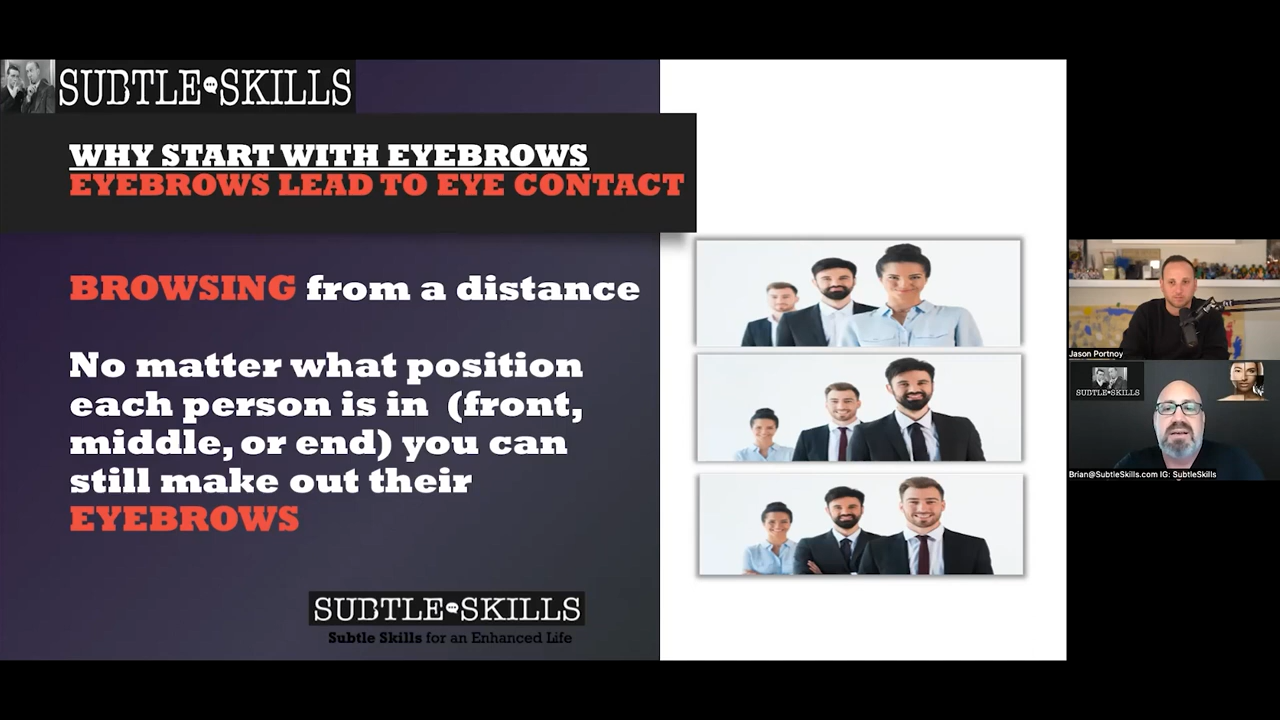 SUBTLE SKILLS
WHY START WITH EYEBROWS
EYEBROWS LEAD TO EYE CONTACT
BROWSING from a distance
No matter what position
each person is in (front,
middle, or end) you can
still make out their
EYEBROWS
SUBTLE SKILLS
Subtle Skills for an Enhanced Life
Jason Portnoy
SUBTLE SKILLS
Brian@SubtleSkills.com IG: SubtleSkills